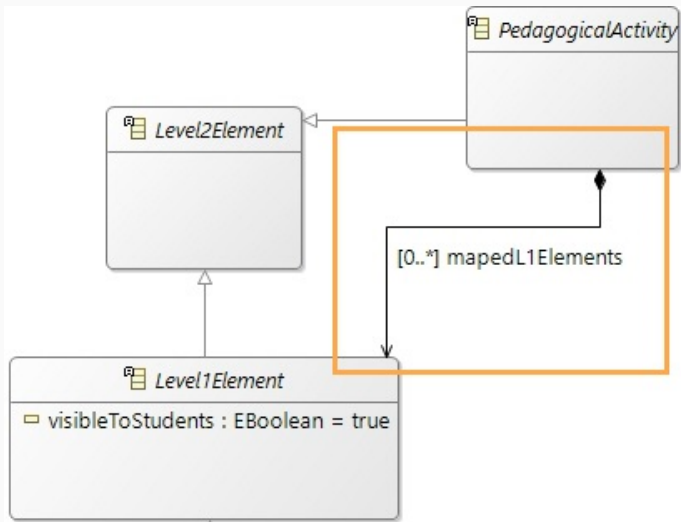 PedagogicalActivity
Level2Element
[0..*] mapedL1Elements
Level1Element
visibleToStudents : EBoolean = true